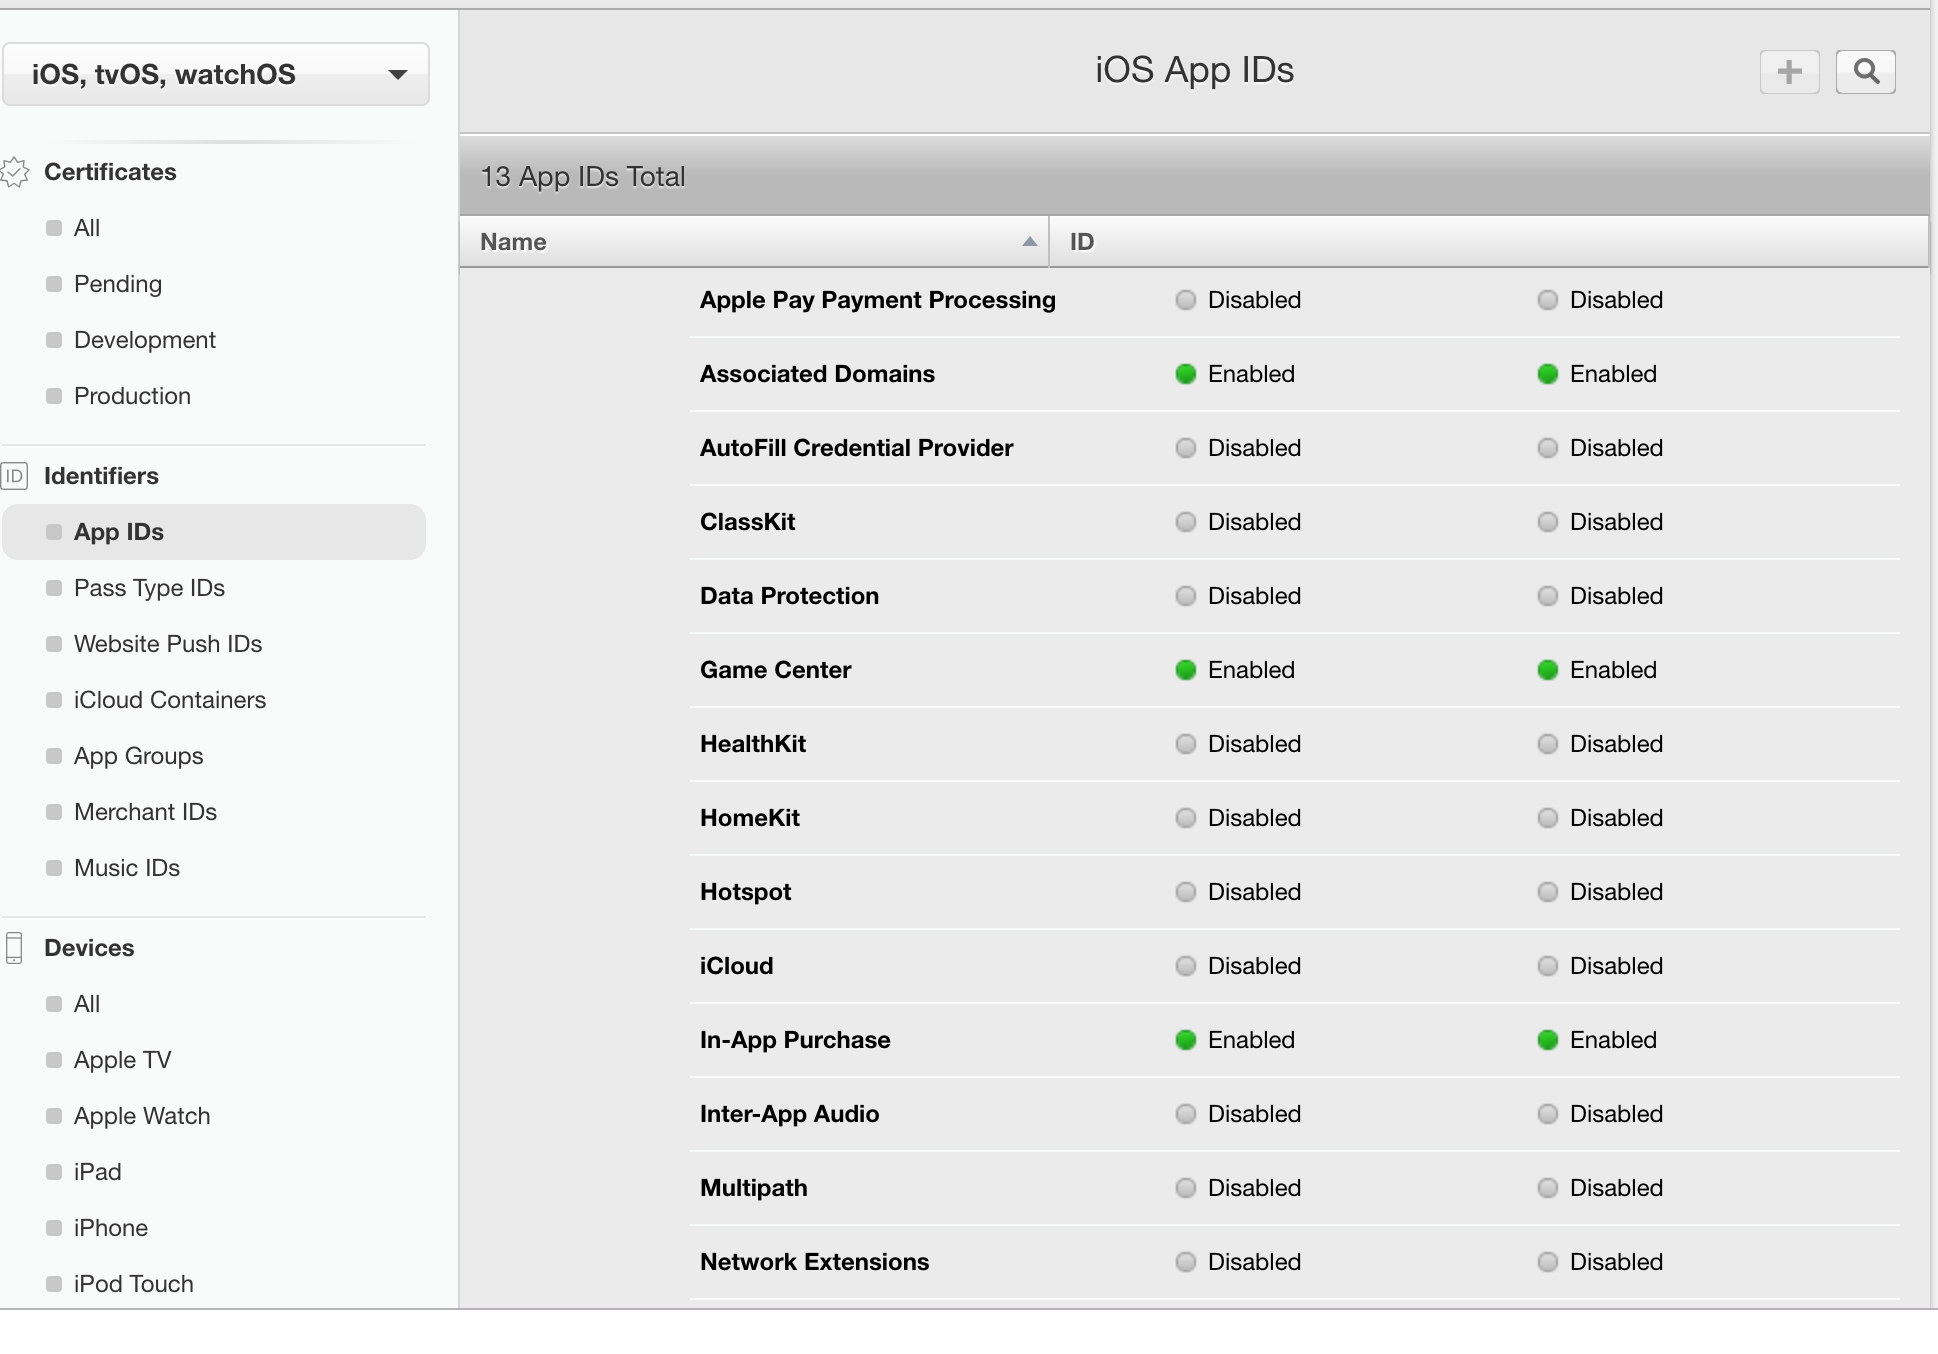 iOS, tvOS, watchOS
Certificates
All
Pending
Development
Production
ID
Identifiers
App IDs
Pass Type IDs
Website Push IDs
iCloud Containers
App Groups
Merchant IDs
Music IDs
Devices
All
Apple TV
Apple Watch
iPad
iPhone
iPod Touch
iOS App IDs
13 App IDs Total
Name ID
Apple Pay Payment Processing Disabled Disabled
Associated Domains Enabled Enabled
AutoFill Credential Provider Disabled Disabled
ClassKit Disabled Disabled
Data Protection Disabled Disabled
Game Center Enabled Enabled
HealthKit Disabled Disabled
HomeKit Disabled Disabled
Hotspot Disabled Disabled
iCloud Disabled Disabled
In-App Purchase Enabled Enabled
Inter-App Audio Disabled Disabled
Multipath Disabled Disabled
Network Extensions Disabled Disabled